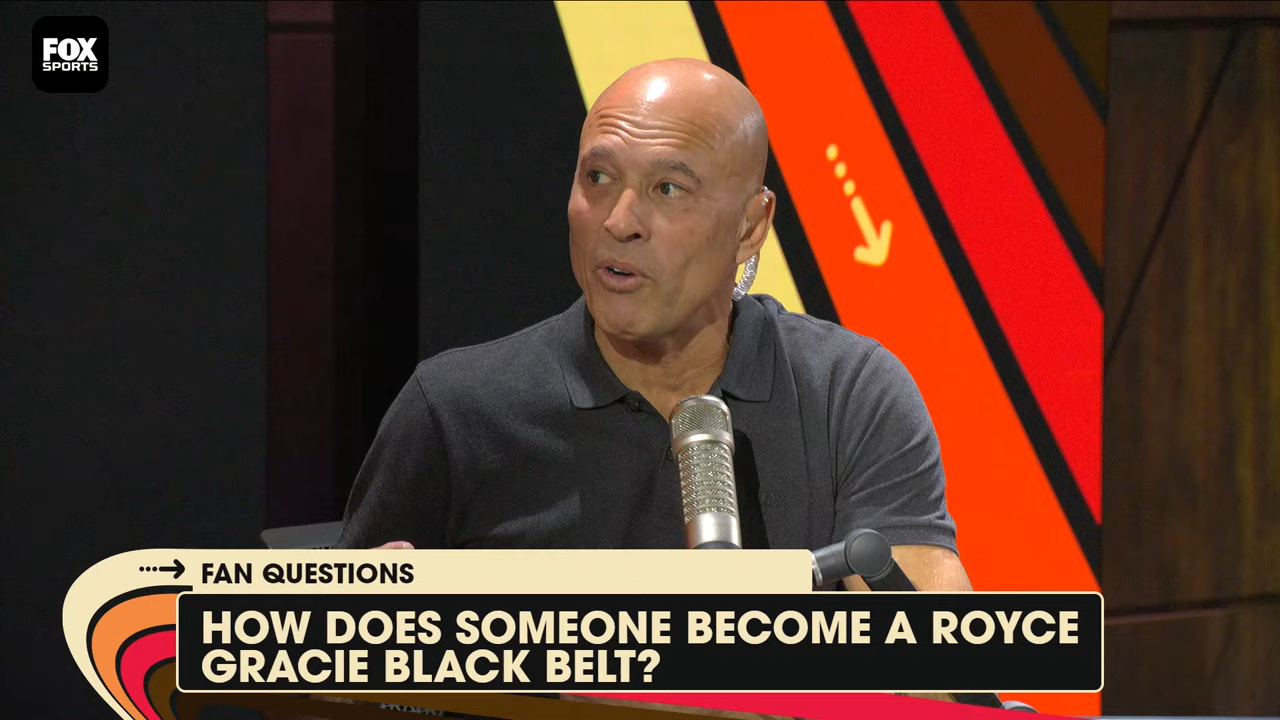 FOX
SPORTS
FAN QUESTIONS
HOW DOES SOMEONE BECOME A ROYCE
GRACIE BLACK BELT?